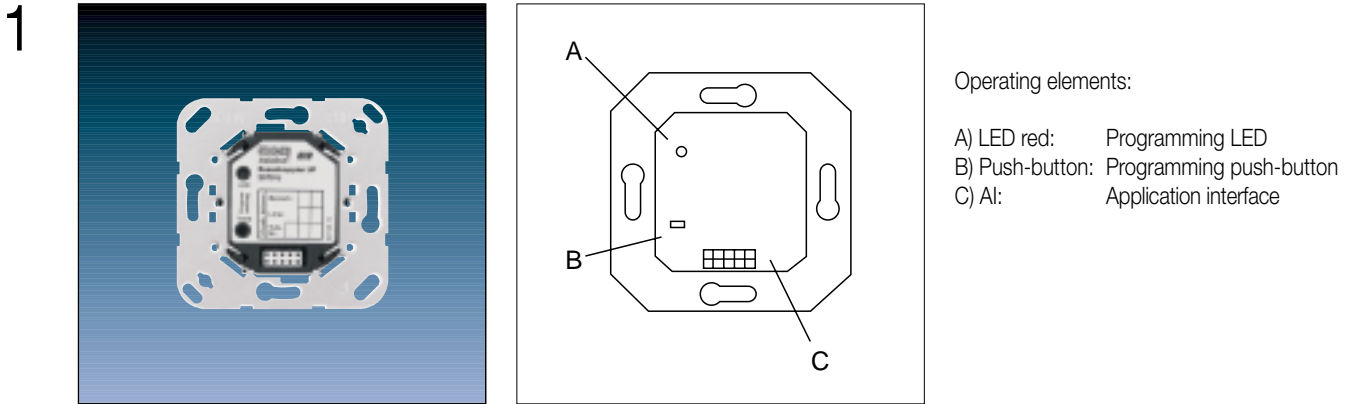 1
A
B
C
Operating elements:
A) LED red: Programming LED
B) Push-button: Programming push-button
C) AI: Application interface